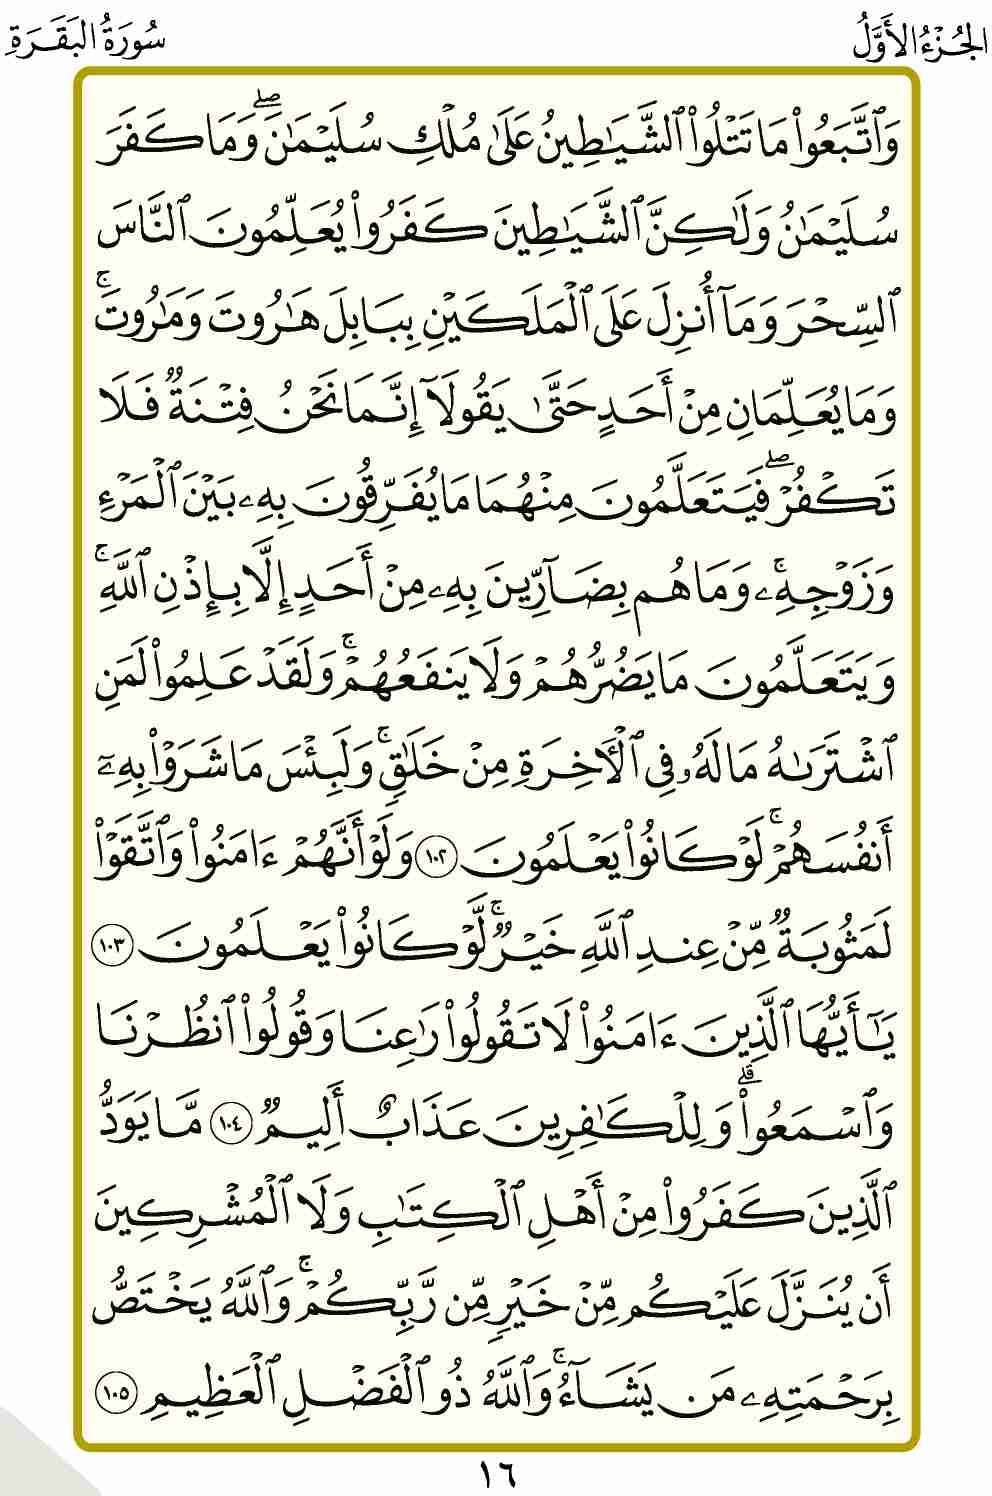 الجُزْءُ الأَوَّلُ
سُورَةُ البَقَرَةِ
وَٱتَّبَعُوا۟ مَا تَتْلُوا۟ ٱلشَّيَـٰطِينُ عَلَىٰ مُلْكِ سُلَيْمَـٰنَ ۖ وَمَا كَفَرَ
سُلَيْمَـٰنُ وَلَـٰكِنَّ ٱلشَّيَـٰطِينَ كَفَرُوا۟ يُعَلِّمُونَ ٱلنَّاسَ
ٱلسِّحْرَ وَمَآ أُنزِلَ عَلَى ٱلْمَلَكَيْنِ بِبَابِلَ هَـٰرُوتَ وَمَـٰرُوتَ ۚ
وَمَا يُعَلِّمَانِ مِنْ أَحَدٍ حَتَّىٰ يَقُولَآ إِنَّمَا نَحْنُ فِتْنَةٌ فَلَا
تَكْفُرْ ۖ فَيَتَعَلَّمُونَ مِنْهُمَا مَا يُفَرِّقُونَ بِهِۦ بَيْنَ ٱلْمَرْءِ
وَزَوْجِهِۦ ۚ وَمَا هُم بِضَآرِّينَ بِهِۦ مِنْ أَحَدٍ إِلَّا بِإِذْنِ ٱللَّهِ ۚ
وَيَتَعَلَّمُونَ مَا يَضُرُّهُمْ وَلَا يَنفَعُهُمْ ۚ وَلَقَدْ عَلِمُوا۟ لَمَنِ
ٱشْتَرَىٰهُ مَا لَهُۥ فِى ٱلْـَٔاخِرَةِ مِنْ خَلَـٰقٍ ۚ وَلَبِئْسَ مَا شَرَوْا۟ بِهِۦٓ
أَنفُسَهُمْ ۚ لَوْ كَانُوا۟ يَعْلَمُونَ ١٠٢ وَلَوْ أَنَّهُمْ ءَامَنُوا۟ وَٱتَّقَوْا۟
لَمَثُوبَةٌ مِّنْ عِندِ ٱللَّهِ خَيْرٌ ۖ لَّوْ كَانُوا۟ يَعْلَمُونَ ١٠٣
يَـٰٓأَيُّهَا ٱلَّذِينَ ءَامَنُوا۟ لَا تَقُولُوا۟ رَٰعِنَا وَقُولُوا۟ ٱنظُرْنَا
وَٱسْمَعُوا۟ ۗ وَلِلْكَـٰفِرِينَ عَذَابٌ أَلِيمٌ ١٠٤ مَّا يَوَدُّ
ٱلَّذِينَ كَفَرُوا۟ مِنْ أَهْلِ ٱلْكِتَـٰبِ وَلَا ٱلْمُشْرِكِينَ
أَن يُنَزَّلَ عَلَيْكُم مِّنْ خَيْرٍ مِّن رَّبِّكُمْ ۚ وَٱللَّهُ يَخْتَصُّ
بِرَحْمَتِهِۦ مَن يَشَآءُ ۚ وَٱللَّهُ ذُو ٱلْفَضْلِ ٱلْعَظِيمِ ١٠٥
١٦